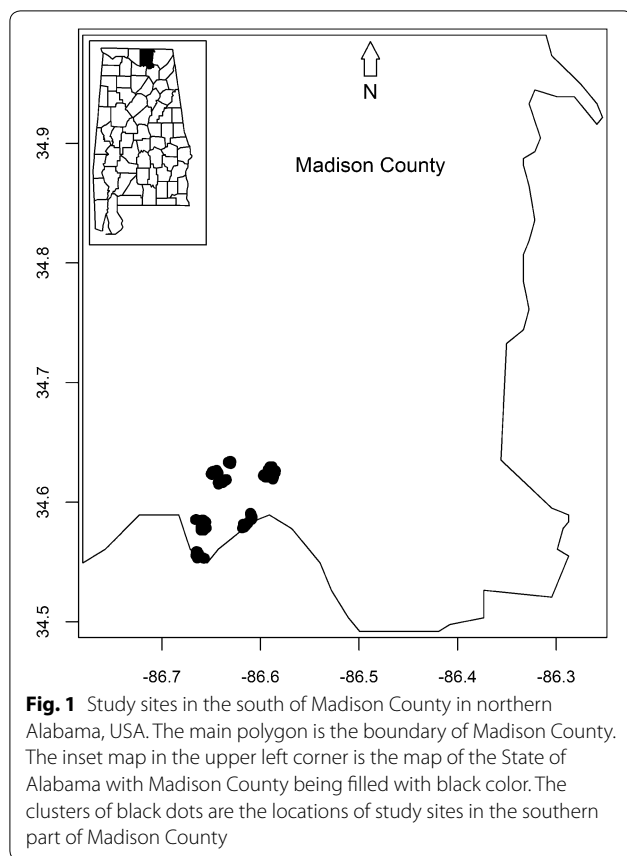 N
Madison County
34.9
34.8
34.7
34.6
34.5
-86.7 -86.6 -86.5 -86.4 -86.3
Fig. 1 Study sites in the south of Madison County in northern
Alabama, USA. The main polygon is the boundary of Madison County.
The inset map in the upper left corner is the map of the State of
Alabama with Madison County being filled with black color. The
clusters of black dots are the locations of study sites in the southern
part of Madison County